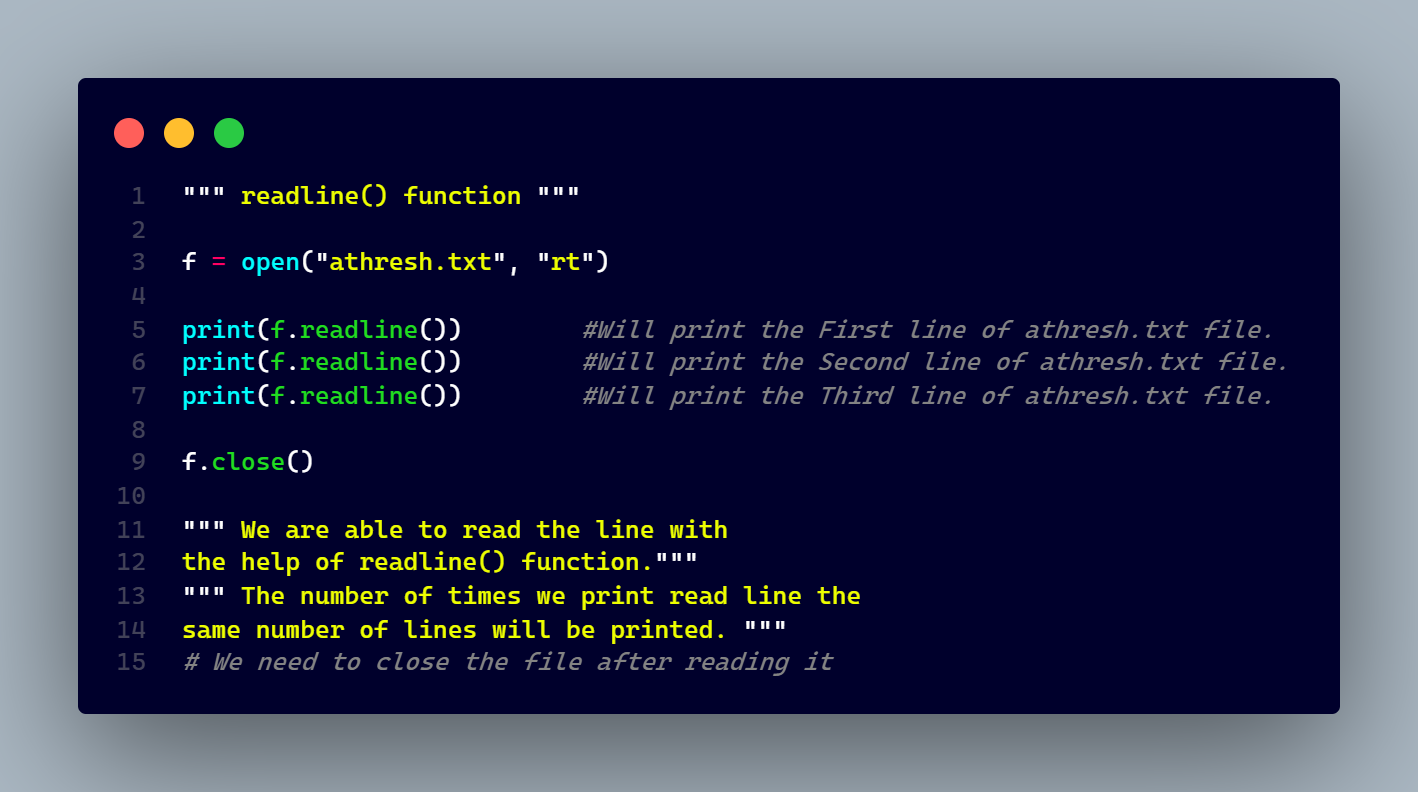 1 """ readline() function """
2
3 f = open("athresh.txt", "rt")
4
5 print(f.readline())        #Will print the First line of athresh.txt file.
6 print(f.readline())        #Will print the Second line of athresh.txt file.
7 print(f.readline())        #Will print the Third line of athresh.txt file.
8
9 f.close()
10
11 """ We are able to read the line with
12 the help of readline() function."""
13 """ The number of times we print read line the
14 same number of lines will be printed. """
15 # We need to close the file after reading it